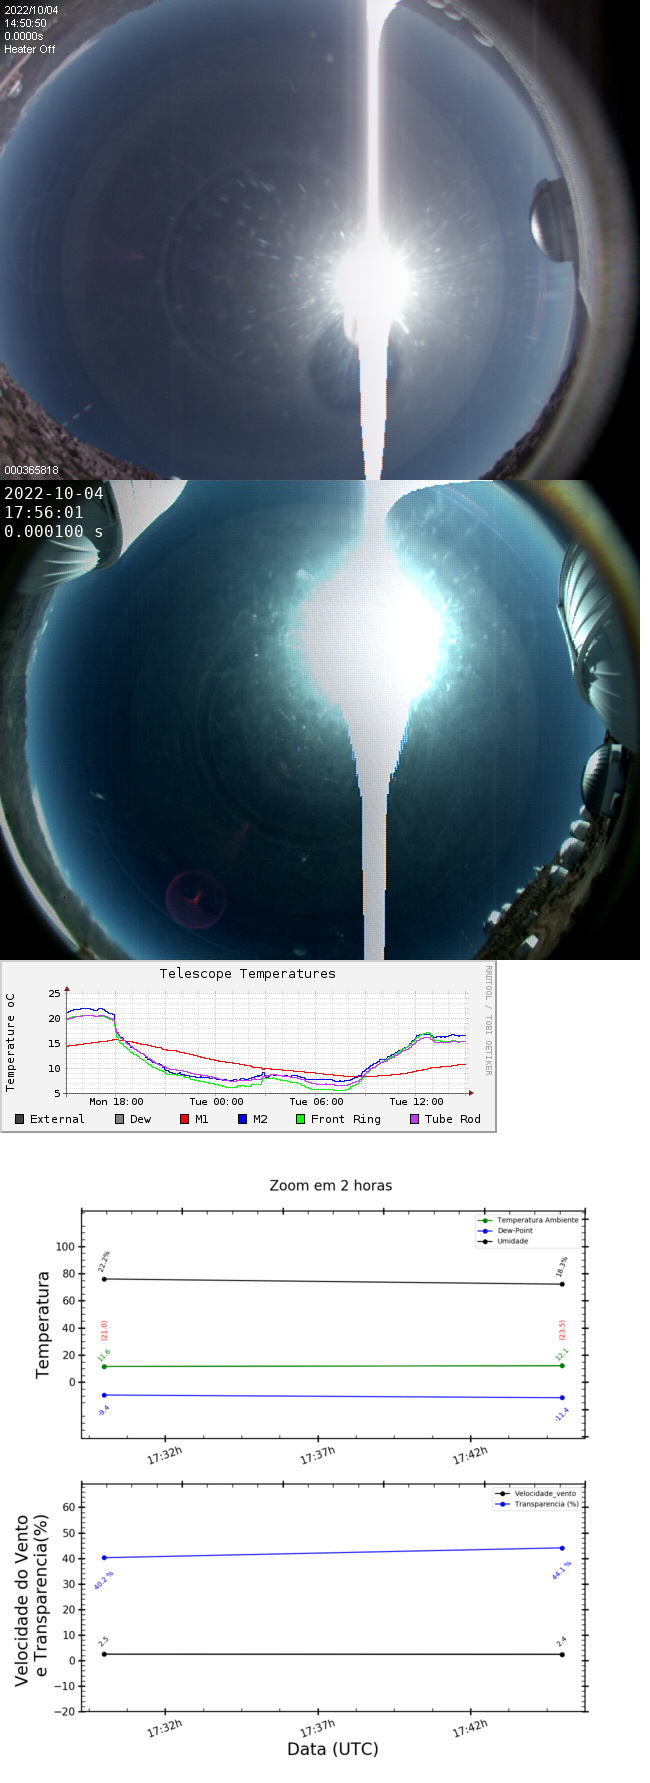 2022/10/04
14:50:50
0.0000s
Heater Off
000365818
2022-10-04
17:56:01
0.000100 s
Telescope Temperatures
RRDTOOL / TOBI OETIKER
Temperature oC
25
20
15
10
5
Mon 18:00 Tue 00:00 Tue 06:00 Tue 12:00
External Dew M1 M2 Front Ring Tube Rod
Zoom em 2 horas
Temperatura Ambiente
Dew-Point
Umidade
Temperatura
100
80
60
40
20
0
22.2% 18.3%
(21.0) (23.5)
11.6 12.1
-9.4 -11.4
17:32h 17:37h 17:42h
Velocidade_vento
Transparencia (%)
Velocidade do Vento
e Transparencia(%)
60
50
40
30
20
10
0
−10
−20
40.2 % 44.1 %
2.5 2.4
17:32h 17:37h 17:42h
Data (UTC)